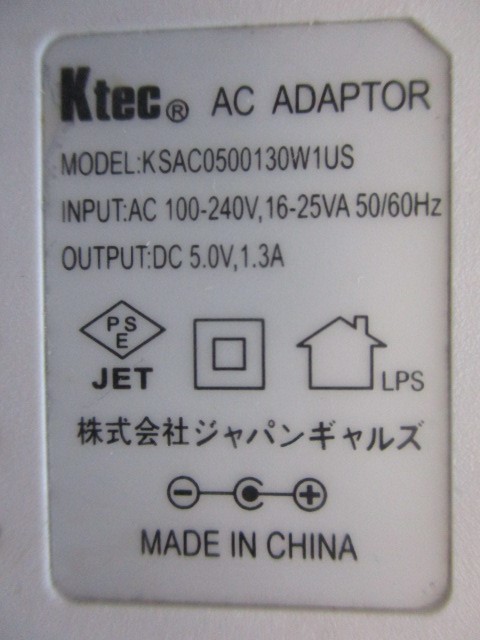 Ktec® AC ADAPTOR
MODEL:KSAC0500130W1US
INPUT:AC 100-240V,16-25VA 50/60Hz
OUTPUT:DC 5.0V,1.3A
PSE
JET
LPS
株式会社ジャパンギャルズ
MADE IN CHINA